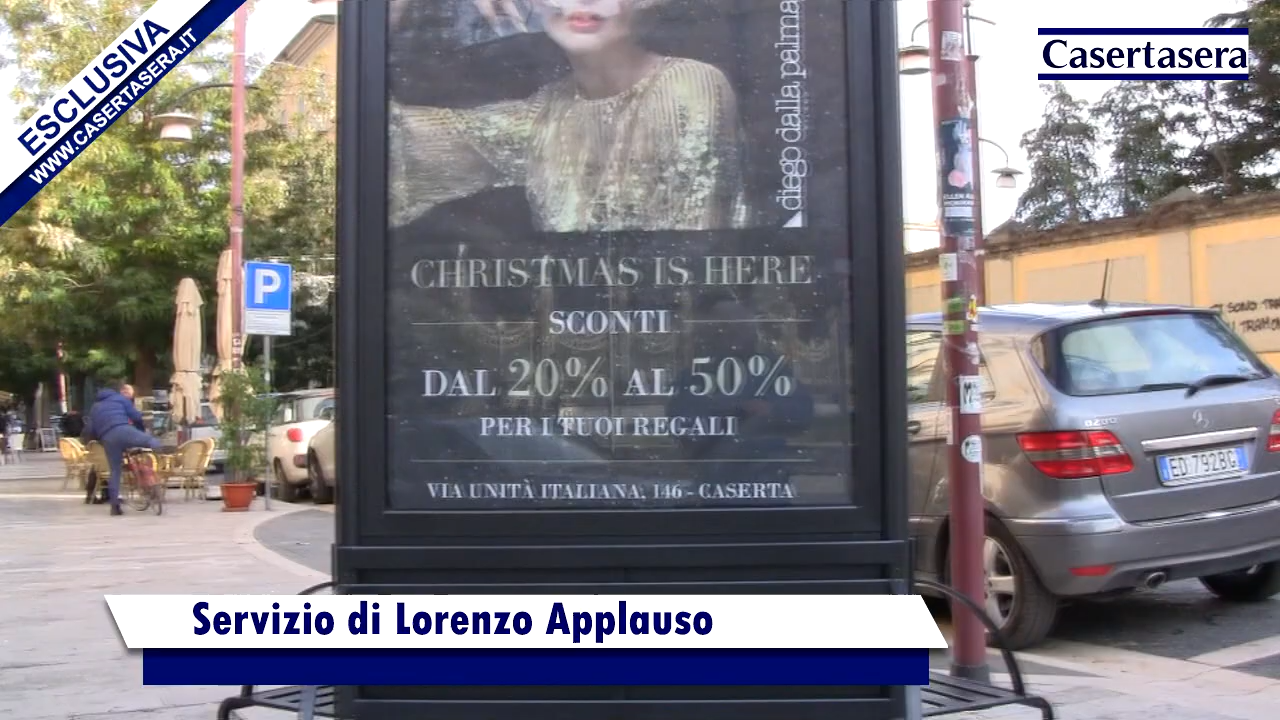 ESCLUSIVA
WWW.CASERTASERA.IT
Casertasera
diego dalla palma
CHRISTMAS IS HERE
SCONTI
DAL 20% AL 50%
PER I TUOI REGALI
VIA UNITÀ ITALIANA, 146 - CASERTA
P
B200
ED 792BG
Servizio di Lorenzo Applauso